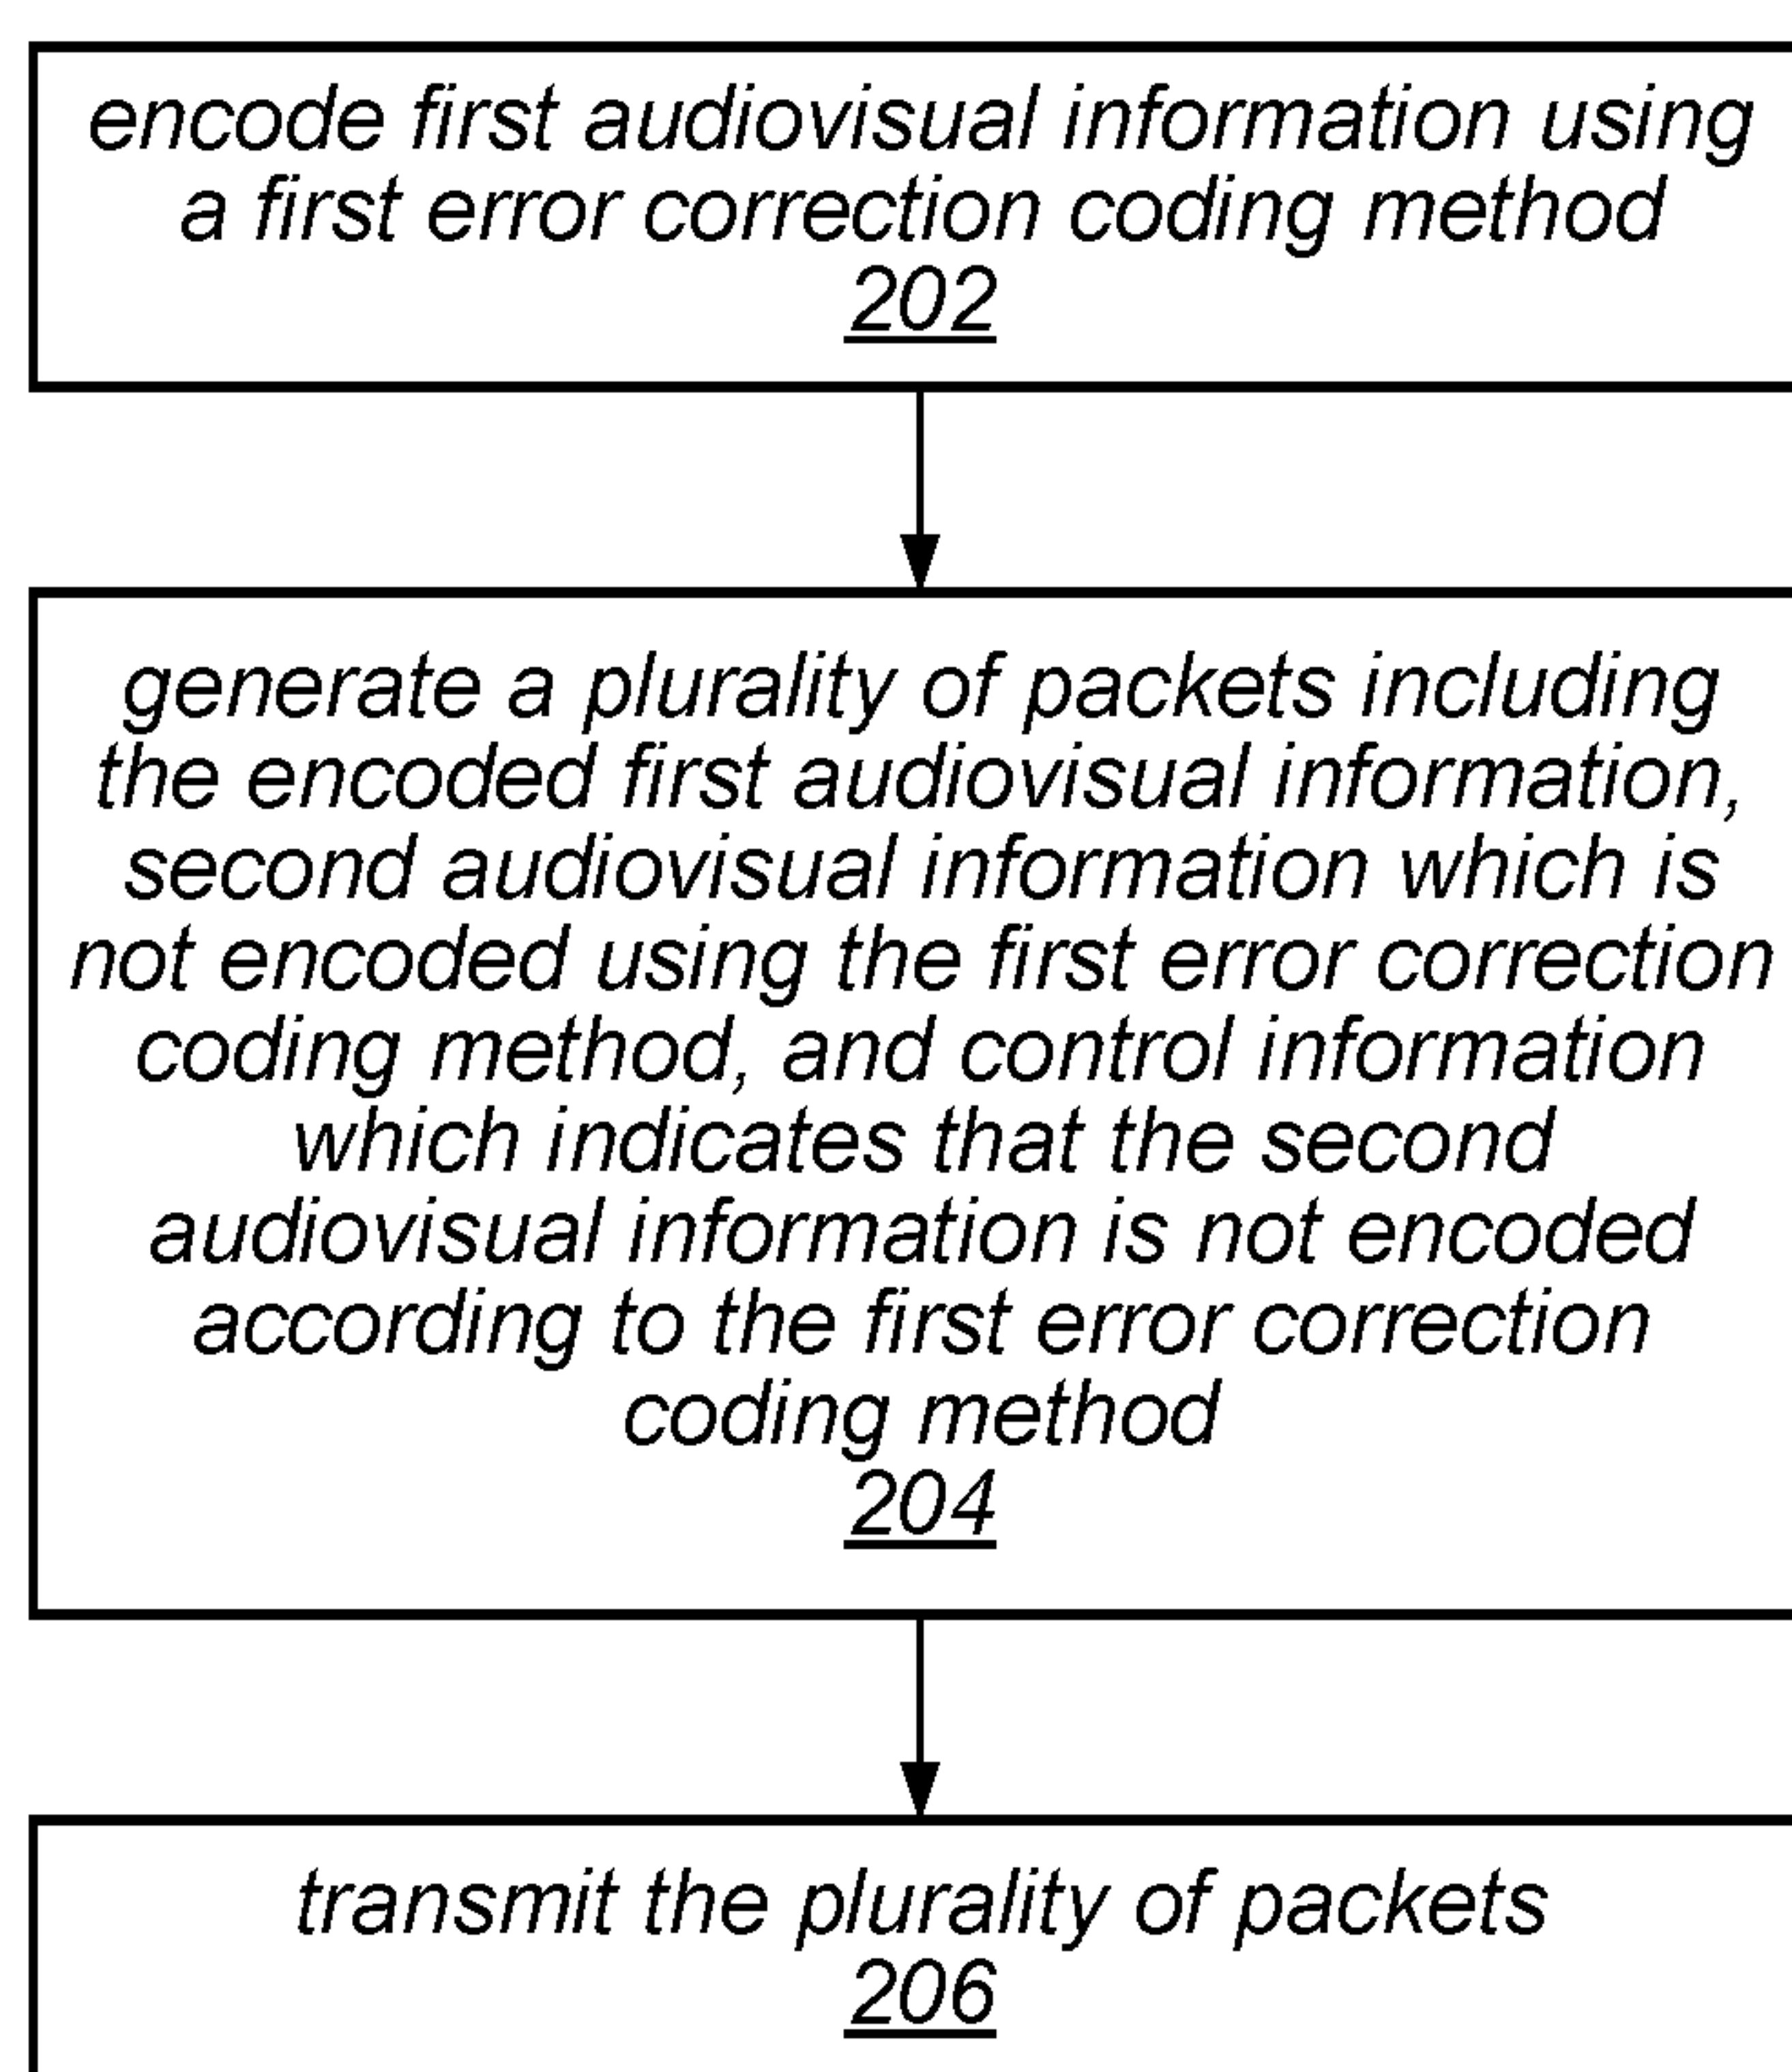 encode first audiovisual information using
a first error correction coding method
202
generate a plurality of packets including
the encoded first audiovisual information,
second audiovisual information which is
not encoded using the first error correction
coding method, and control information
which indicates that the second
audiovisual information is not encoded
according to the first error correction
coding method
204
transmit the plurality of packets
206